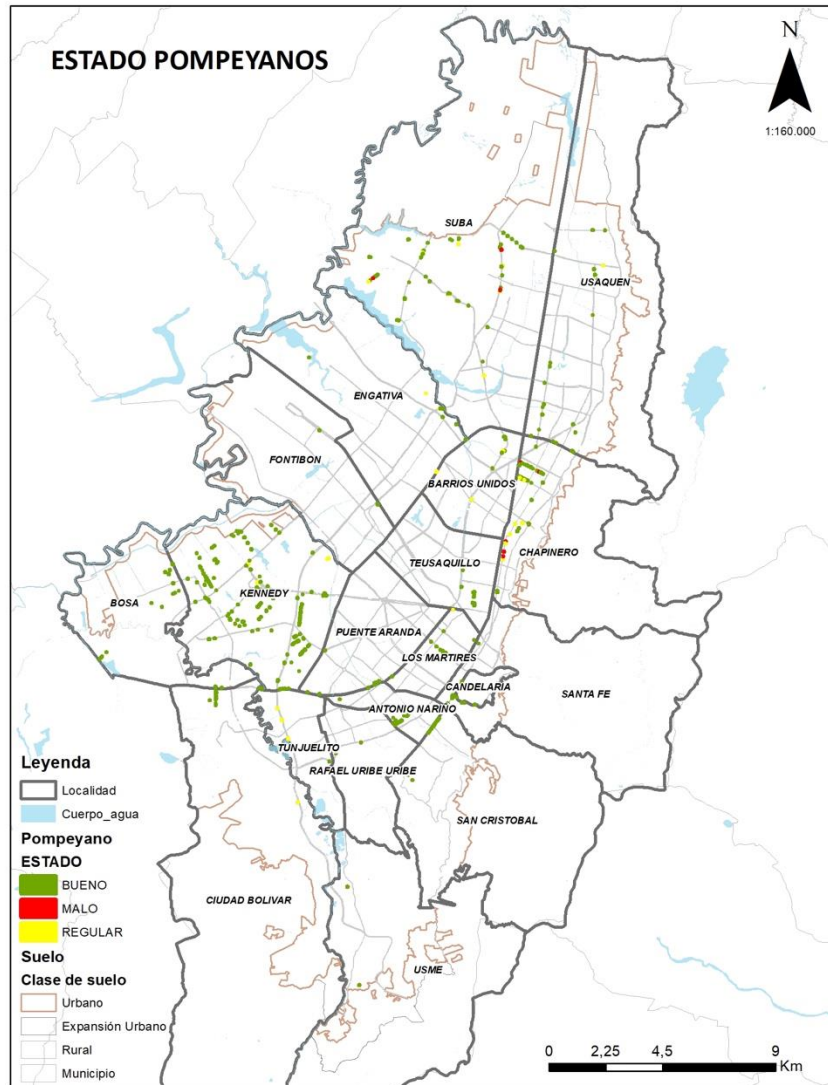 ESTADO POMPEYANOS
N
1:160.000
SUBA
USAQUEN
ENGATIVA
FONTIBON
BARRIOS UNIDOS
TEUSAQUILLO
CHAPINERO
BOSA
KENNEDY
PUENTE ARANDA
LOS MARTIRES
CANDELARIA
SANTA FE
ANTONIO NARIÑO
TUNJUELITO
RAFAEL URIBE URIBE
SAN CRISTOBAL
CIUDAD BOLIVAR
USME
Leyenda
Localidad
Cuerpo_agua
Pompeyano
ESTADO
BUENO
MALO
REGULAR
Suelo
Clase de suelo
Urbano
Expansión Urbano
Rural
Municipio
0 2,25 4,5 9
Km